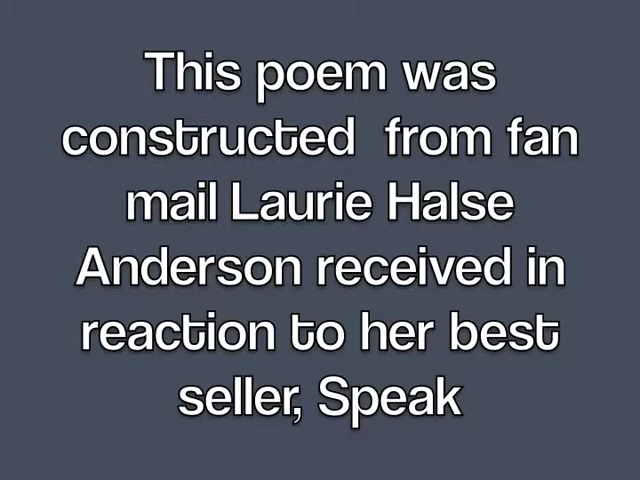 This poem was
constructed  from fan
mail Laurie Halse
Anderson received in
reaction to her best
seller, Speak